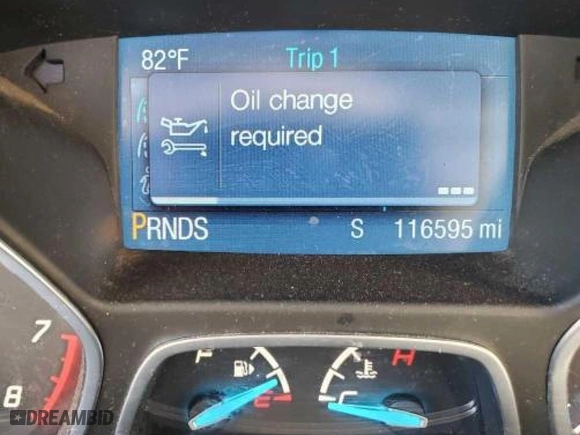 82°F Trip 1
Oil change
required
PRNDS S 116595 mi
7
8
F H
E C
DREAMBID